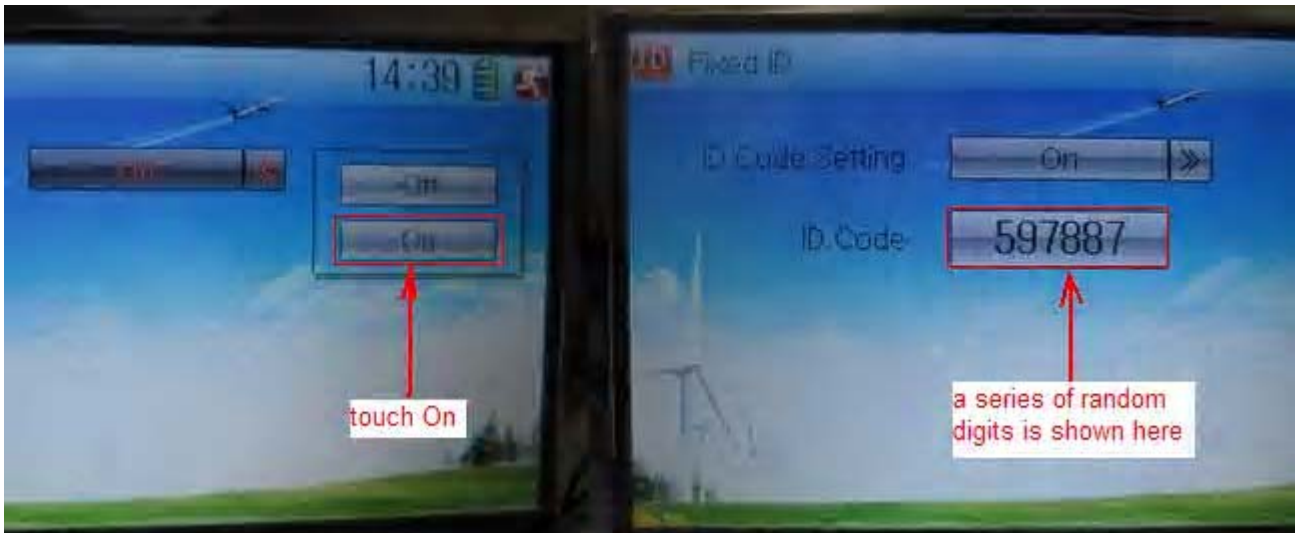 14:39
On
touch On
Fixed ID
ID Code Setting
On
ID Code
597887
a series of random
digits is shown here